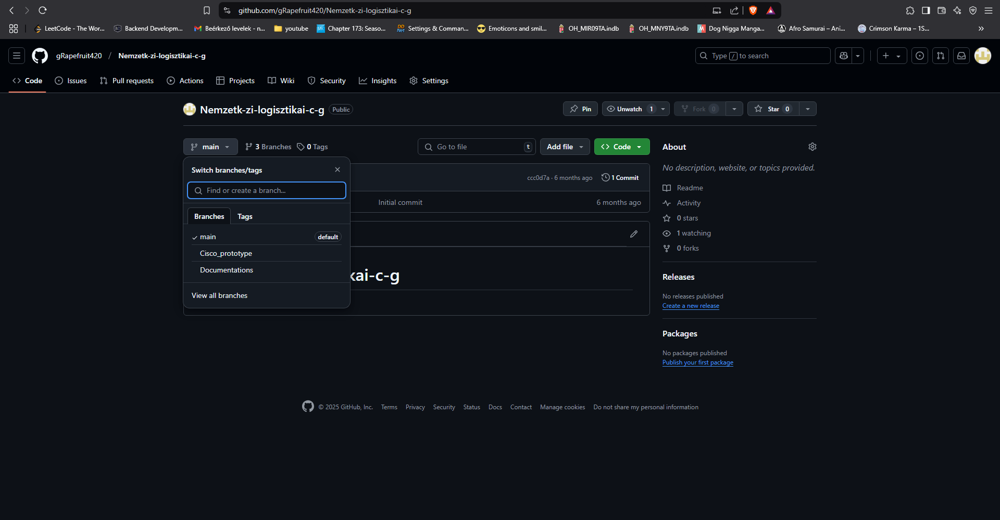 github.com/gRapefruit420/Nemzetk-zi-logisztikai-c-g
LeetCode - The Wor... Backend Developm... Beérkező levelek - n... youtube Chapter 173: Seaso... Settings & Comman... Emoticons and smil... OH_MIR09TA.indb OH_MNY9TA.indb Dog Nigga Manga... Afro Samurai – Ani... Crimson Karma – 1S... »
gRapefruit420 / Nemzetk-zi-logisztikai-c-g Type / to search
Code Issues Pull requests Actions Projects Wiki Security Insights Settings
Nemzetk-zi-logisztikai-c-g Public Pin Unwatch 1 Fork 0 Star 0
main 3 Branches 0 Tags Go to file t Add file Code
Switch branches/tags
Find or create a branch...
Branches Tags
main default
Cisco_prototype
Documentations
View all branches
ccc0d7a · 6 months ago 1 Commit
Initial commit 6 months ago
kai-c-g
About
No description, website, or topics provided.
Readme
Activity
0 stars
1 watching
0 forks
Releases
No releases published
Create a new release
Packages
No packages published
Publish your first package
© 2025 GitHub, Inc. Terms Privacy Security Status Docs Contact Manage cookies Do not share my personal information